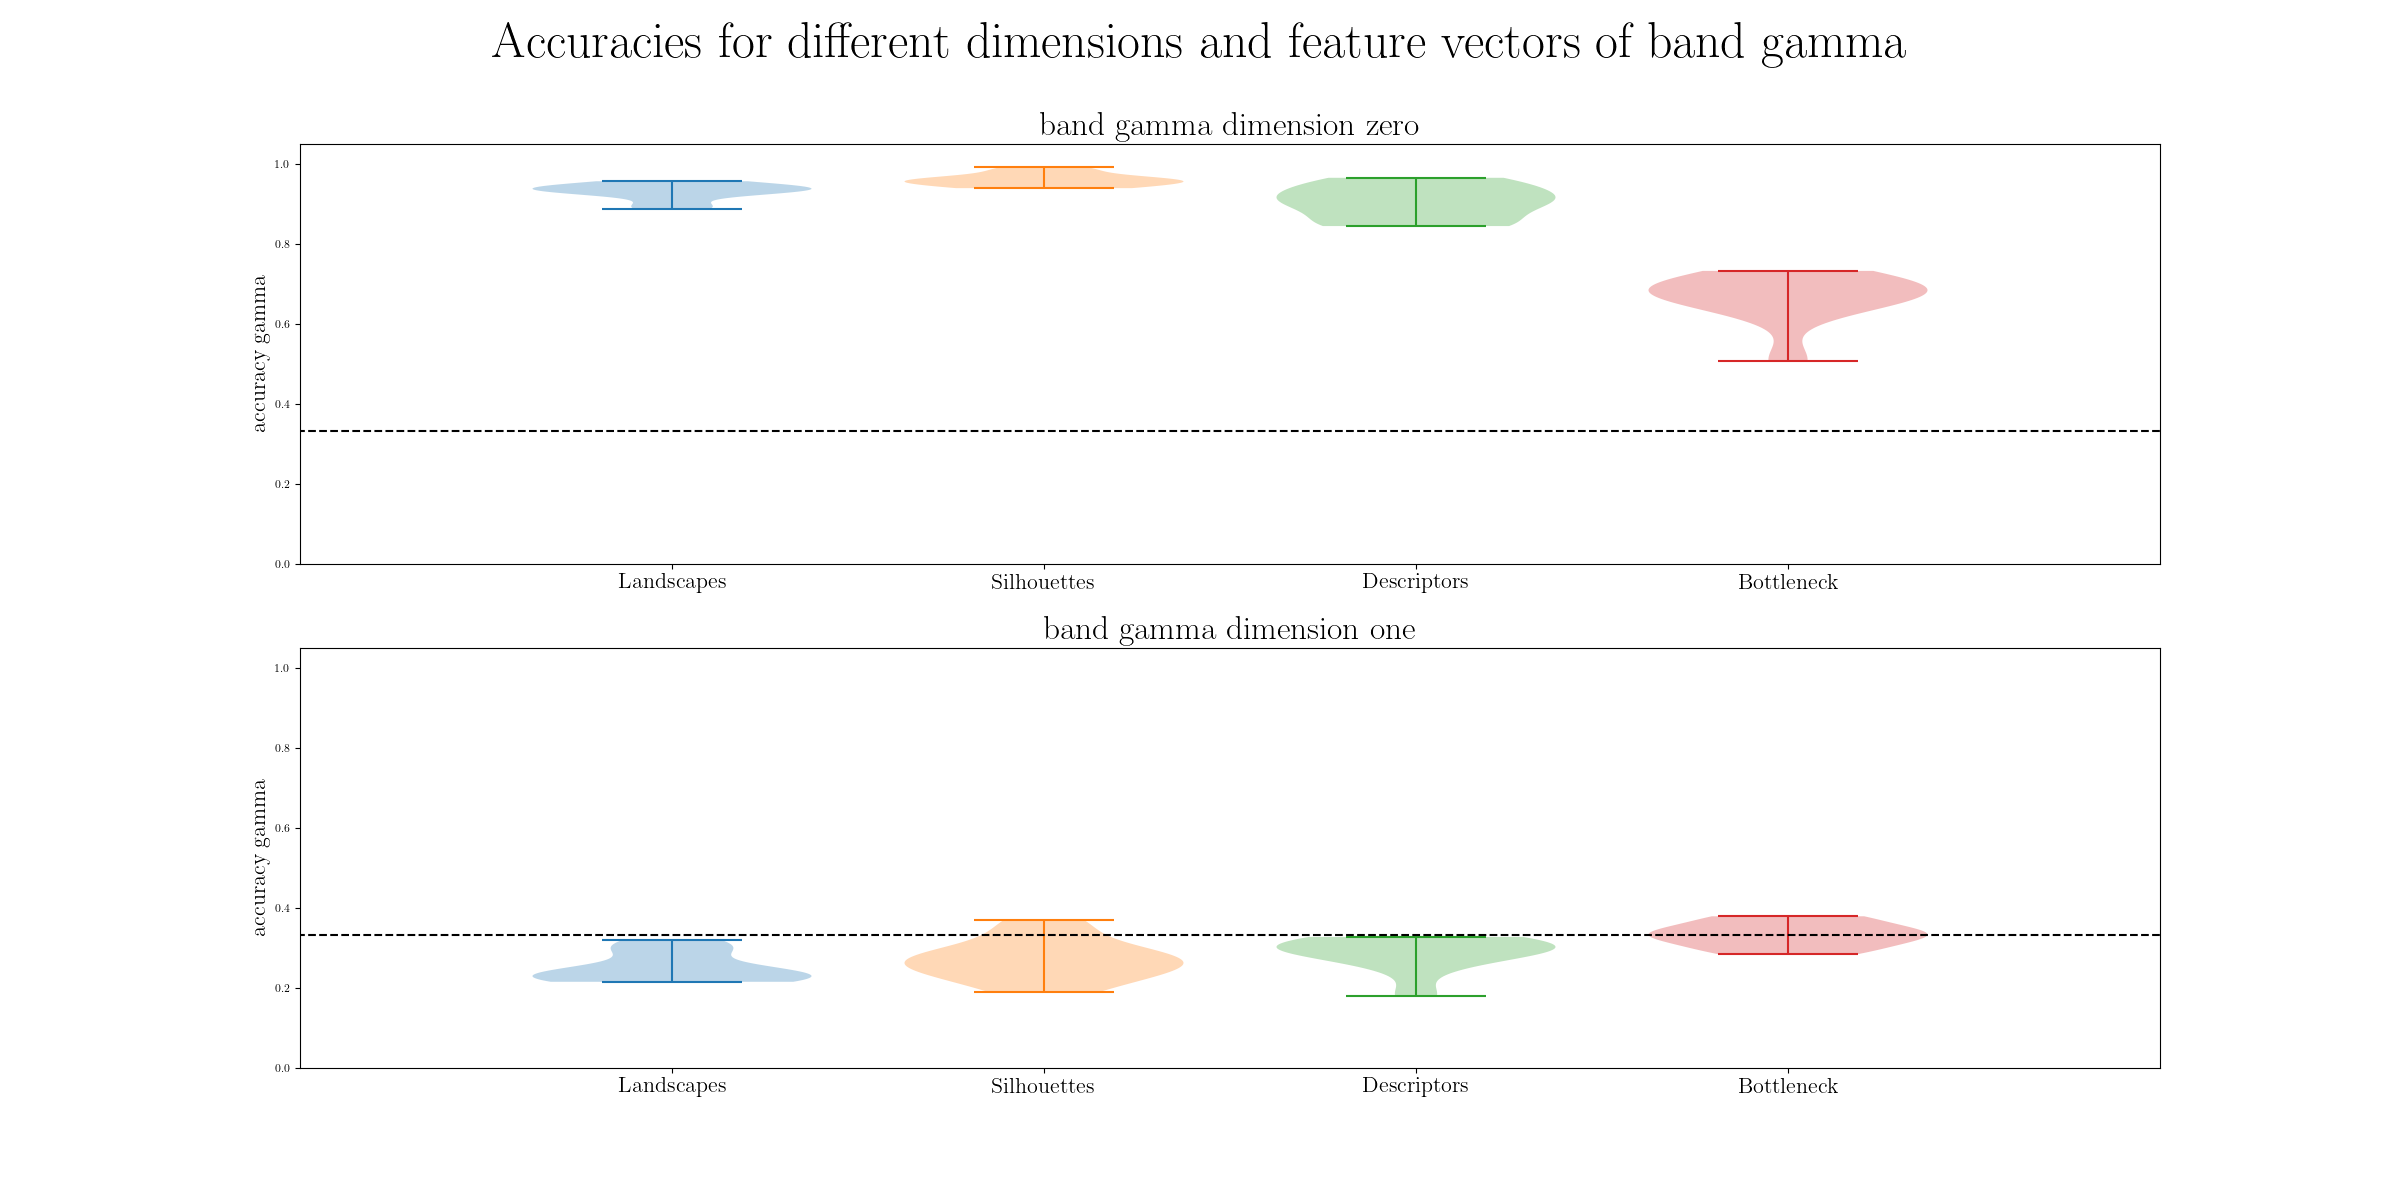 Accuracies for different dimensions and feature vectors of band gamma
band gamma dimension zero
1.0
0.8
0.6
0.4
0.2
0.0
accuracy gamma
Landscapes Silhouettes Descriptors Bottleneck
band gamma dimension one
1.0
0.8
0.6
0.4
0.2
0.0
accuracy gamma
Landscapes Silhouettes Descriptors Bottleneck